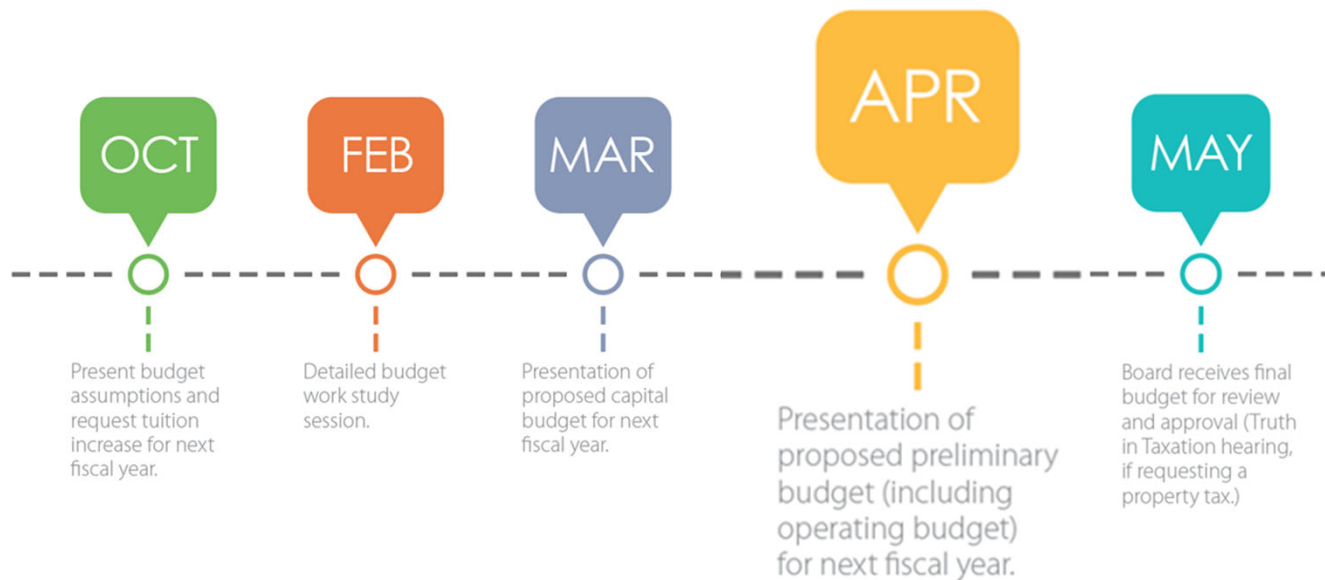 OCT
Present budget
assumptions and
request tuition
increase for next
fiscal year.
FEB
Detailed budget
work study
session.
MAR
Presentation of
proposed capital
budget for next
fiscal year.
APR
Presentation of
proposed preliminary
budget (including
operating budget)
for next fiscal year.
MAY
Board receives final
budget for review
and approval (Truth
in Taxation hearing,
if requesting a
property tax.)